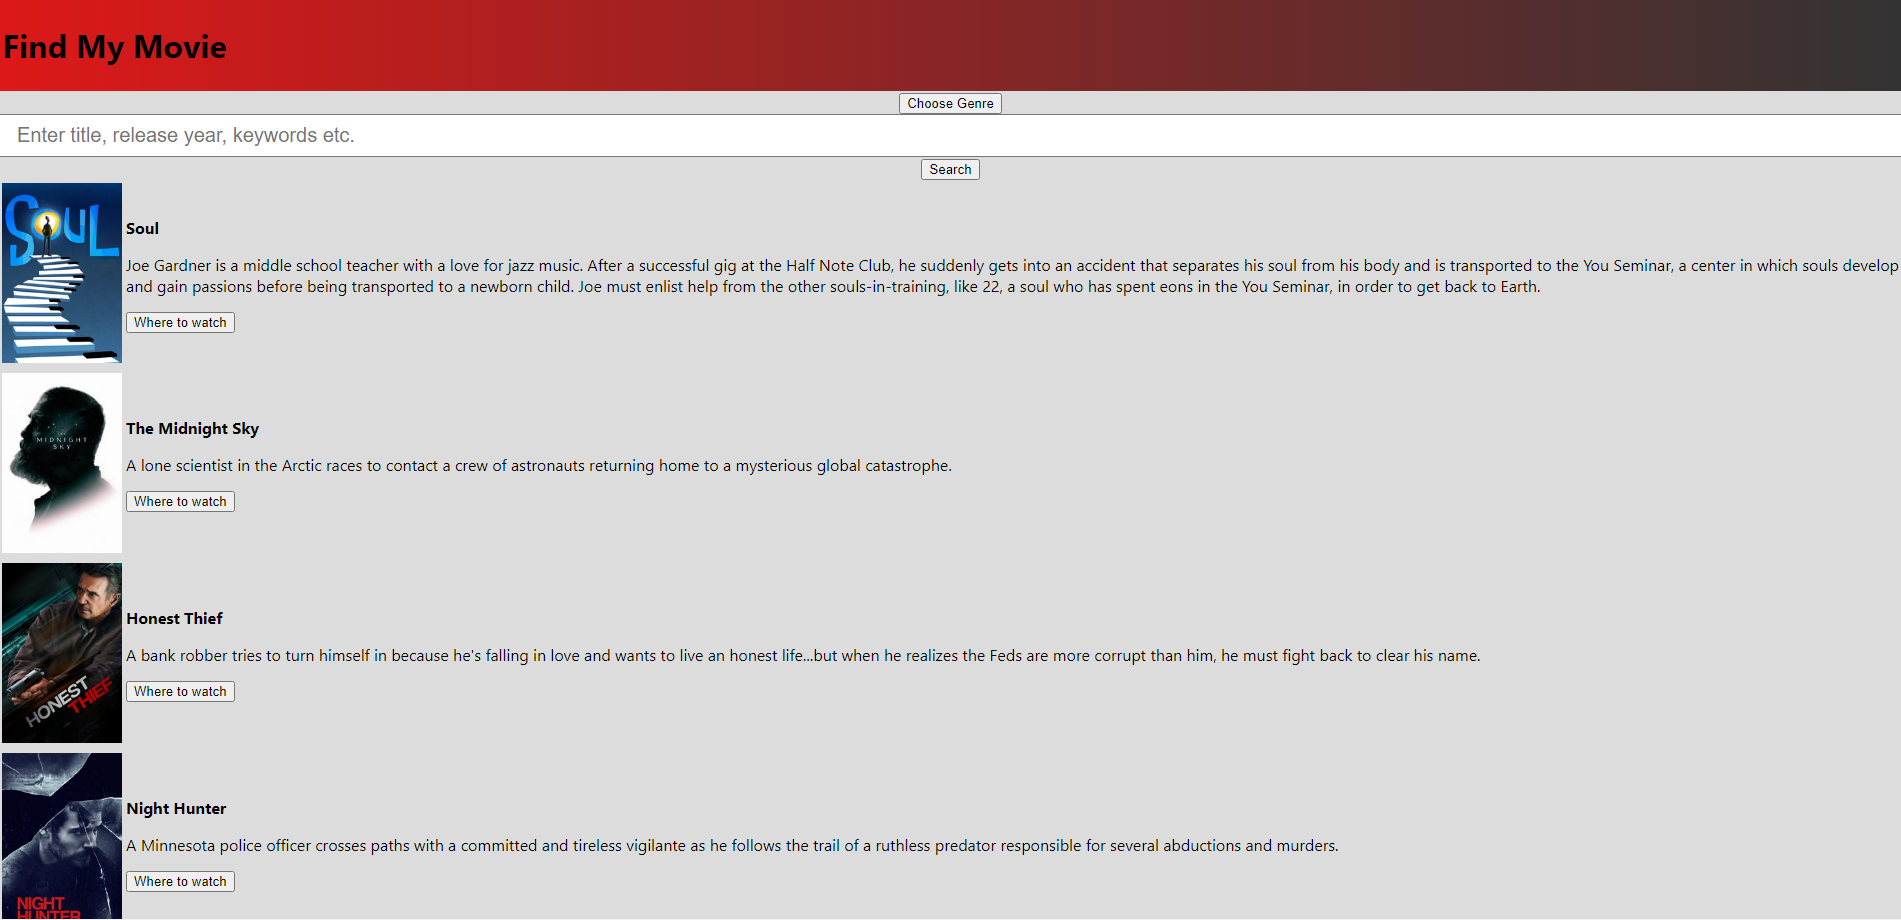 Find My Movie
Choose Genre
Enter title, release year, keywords etc.
Search
SOUL
Soul
Joe Gardner is a middle school teacher with a love for jazz music. After a successful gig at the Half Note Club, he suddenly gets into an accident that separates his soul from his body and is transported to the You Seminar, a center in which souls develop
and gain passions before being transported to a newborn child. Joe must enlist help from the other souls-in-training, like 22, a soul who has spent eons in the You Seminar, in order to get back to Earth.
Where to watch
THE
MIDNIGHT
SKY
The Midnight Sky
A lone scientist in the Arctic races to contact a crew of astronauts returning home to a mysterious global catastrophe.
Where to watch
HONEST
THIEF
Honest Thief
A bank robber tries to turn himself in because he's falling in love and wants to live an honest life...but when he realizes the Feds are more corrupt than him, he must fight back to clear his name.
Where to watch
NIGHT
HUNTER
Night Hunter
A Minnesota police officer crosses paths with a committed and tireless vigilante as he follows the trail of a ruthless predator responsible for several abductions and murders.
Where to watch